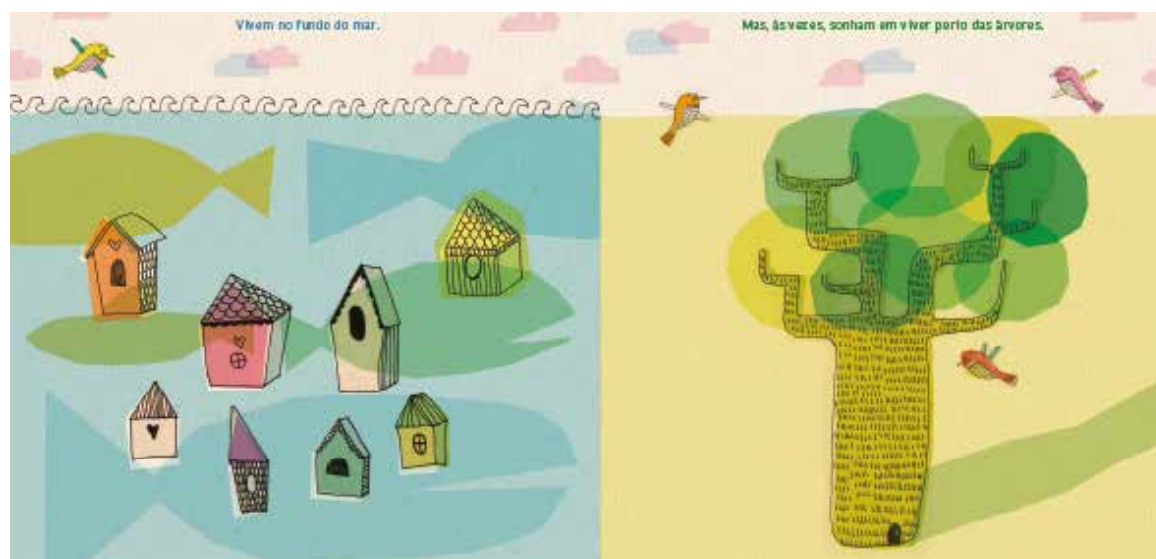 Vivem no fundo do mar.
Mas, às vezes, sonham em viver perto das árvores.